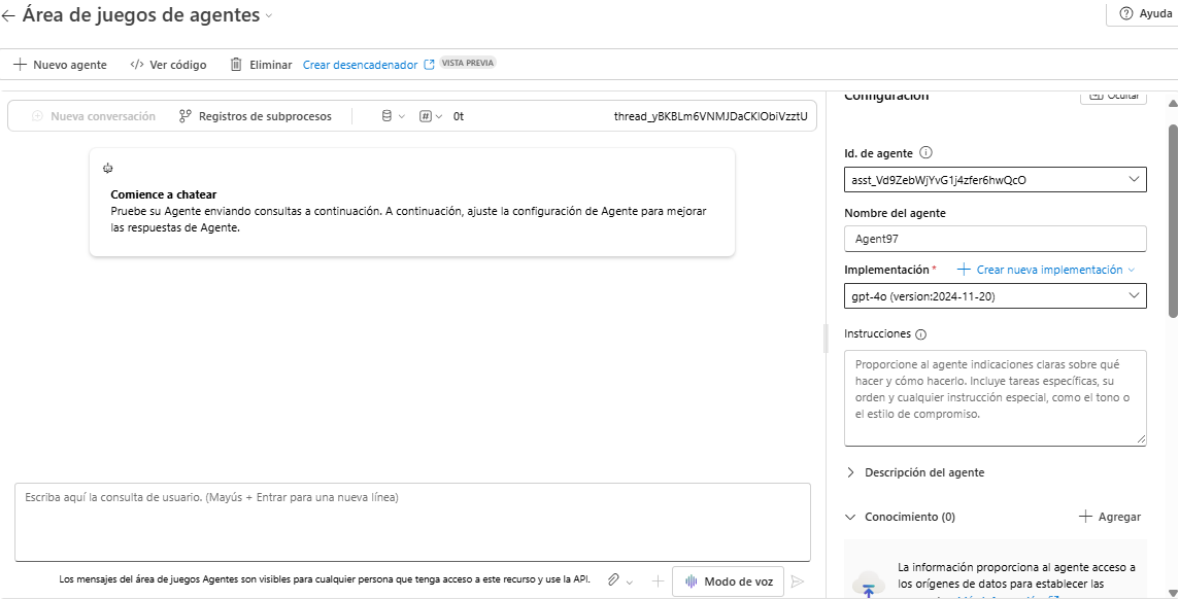 Área de juegos de agentes
Ayuda
Nuevo agente
Ver código
Eliminar
Crear desencadenador
VISTA PREVIA
Nueva conversación
Registros de subprocesos
0t
thread_yBKBLm6VNMJDaCKlObiVzztU
Comience a chatear
Pruebe su Agente enviando consultas a continuación. A continuación, ajuste la configuración de Agente para mejorar
las respuestas de Agente.
Escriba aquí la consulta de usuario. (Mayús + Entrar para una nueva línea)
Los mensajes del área de juegos Agentes son visibles para cualquier persona que tenga acceso a este recurso y use la API.
Modo de voz
Configuración
Ocultar
Id. de agente
asst_Vd9ZebWjYvG1j4zfer6hwQcO
Nombre del agente
Agent97
Implementación *
Crear nueva implementación
gpt-4o (version:2024-11-20)
Instrucciones
Proporcione al agente indicaciones claras sobre qué
hacer y cómo hacerlo. Incluye tareas específicas, su
orden y cualquier instrucción especial, como el tono o
el estilo de compromiso.
Descripción del agente
Conocimiento (0)
Agregar
La información proporciona al agente acceso a
los orígenes de datos para establecer las